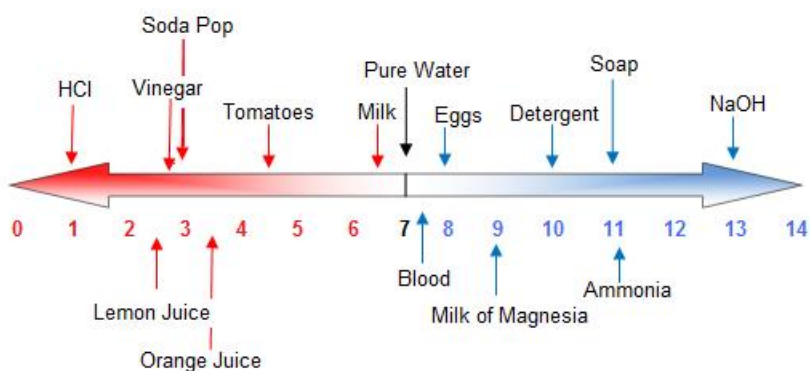 Soda Pop
HCl
Vinegar
Tomatoes
Milk
Pure Water
Eggs
Detergent
Soap
NaOH
0 1 2 3 4 5 6 7 8 9 10 11 12 13 14
Lemon Juice
Orange Juice
Blood
Milk of Magnesia
Ammonia